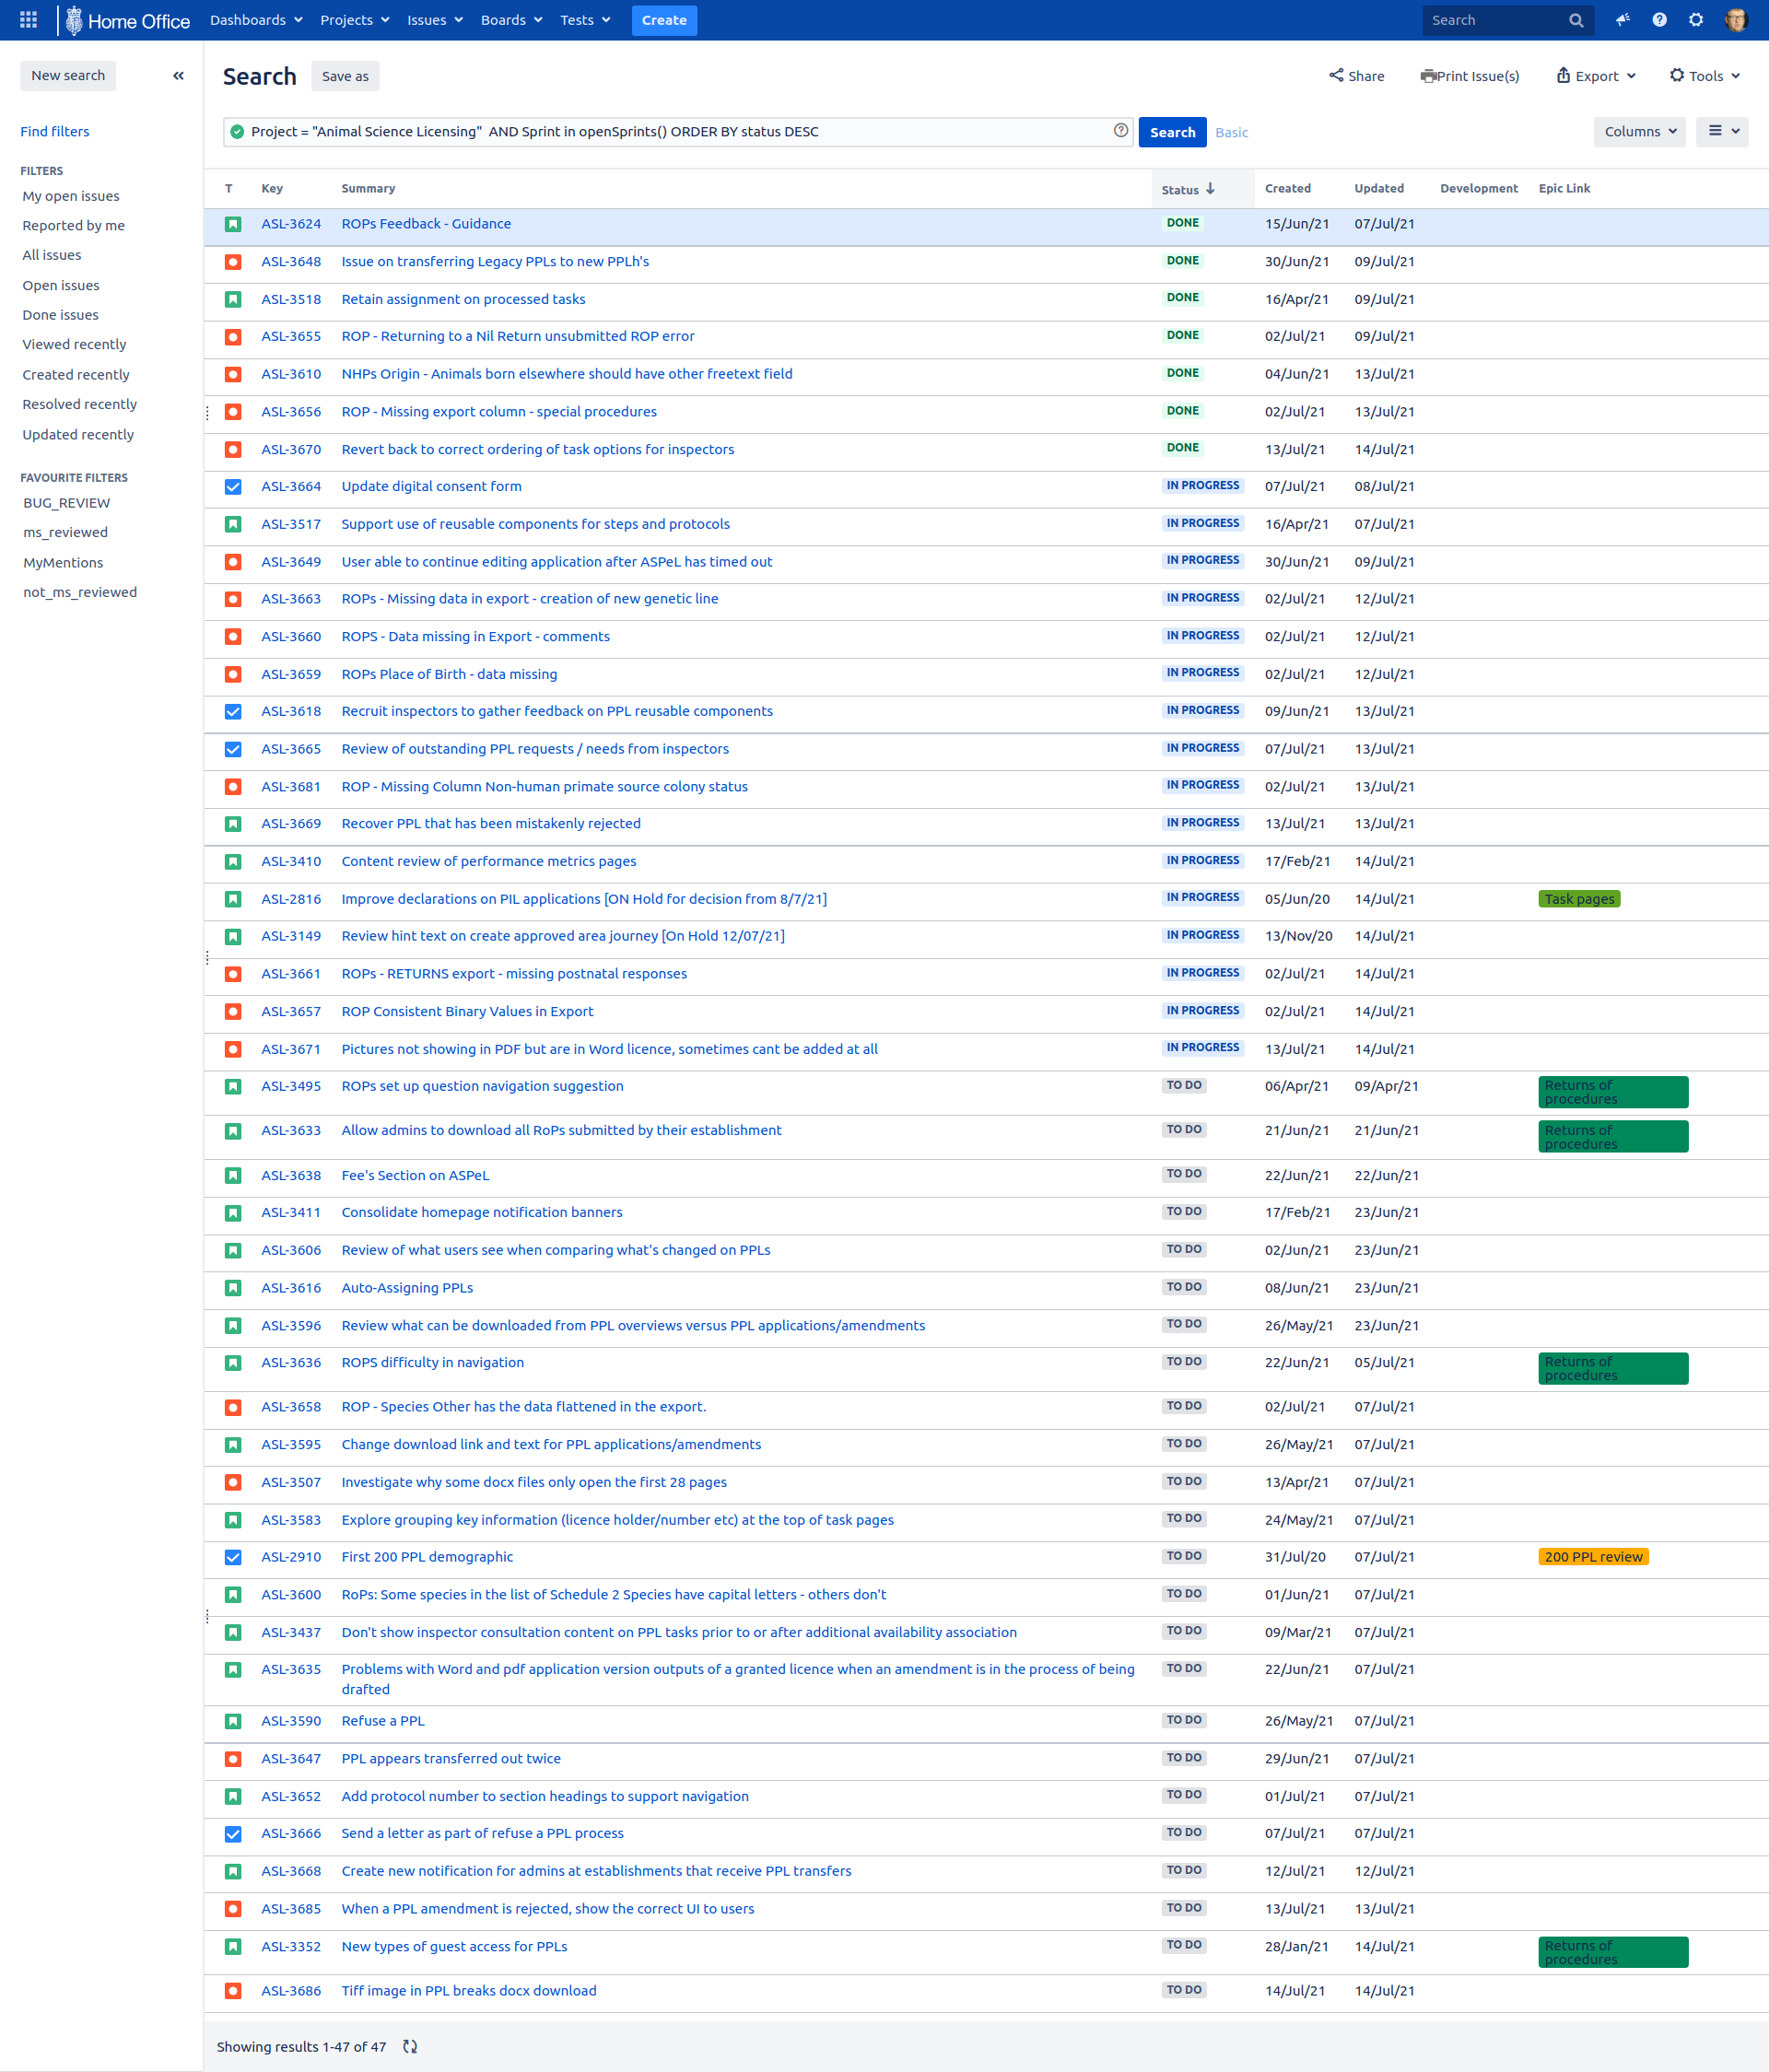 Home Office Dashboards Projects Issues Boards Tests Create Search
New search
Search Save as Share Print Issue(s) Export Tools
Find filters
Project = "Animal Science Licensing"  AND Sprint in openSprints() ORDER BY status DESC Search Basic Columns
FILTERS
My open issues
Reported by me
All issues
Open issues
Done issues
Viewed recently
Created recently
Resolved recently
Updated recently
FAVOURITE FILTERS
BUG_REVIEW
ms_reviewed
MyMentions
not_ms_reviewed
T Key Summary Status Created Updated Development Epic Link
ASL-3624 ROPs Feedback - Guidance DONE 15/Jun/21 07/Jul/21
ASL-3648 Issue on transferring Legacy PPLs to new PPLh's DONE 30/Jun/21 09/Jul/21
ASL-3518 Retain assignment on processed tasks DONE 16/Apr/21 09/Jul/21
ASL-3655 ROP - Returning to a Nil Return unsubmitted ROP error DONE 02/Jul/21 09/Jul/21
ASL-3610 NHPs Origin - Animals born elsewhere should have other freetext field DONE 04/Jun/21 13/Jul/21
ASL-3656 ROP - Missing export column - special procedures DONE 02/Jul/21 13/Jul/21
ASL-3670 Revert back to correct ordering of task options for inspectors DONE 13/Jul/21 14/Jul/21
ASL-3664 Update digital consent form IN PROGRESS 07/Jul/21 08/Jul/21
ASL-3517 Support use of reusable components for steps and protocols IN PROGRESS 16/Apr/21 07/Jul/21
ASL-3649 User able to continue editing application after ASPeL has timed out IN PROGRESS 30/Jun/21 09/Jul/21
ASL-3663 ROPs - Missing data in export - creation of new genetic line IN PROGRESS 02/Jul/21 12/Jul/21
ASL-3660 ROPS - Data missing in Export - comments IN PROGRESS 02/Jul/21 12/Jul/21
ASL-3659 ROPs Place of Birth - data missing IN PROGRESS 02/Jul/21 12/Jul/21
ASL-3618 Recruit inspectors to gather feedback on PPL reusable components IN PROGRESS 09/Jun/21 13/Jul/21
ASL-3665 Review of outstanding PPL requests / needs from inspectors IN PROGRESS 07/Jul/21 13/Jul/21
ASL-3681 ROP - Missing Column Non-human primate source colony status IN PROGRESS 02/Jul/21 13/Jul/21
ASL-3669 Recover PPL that has been mistakenly rejected IN PROGRESS 13/Jul/21 13/Jul/21
ASL-3410 Content review of performance metrics pages IN PROGRESS 17/Feb/21 14/Jul/21
ASL-2816 Improve declarations on PIL applications [ON Hold for decision from 8/7/21] IN PROGRESS 05/Jun/20 14/Jul/21 Task pages
ASL-3149 Review hint text on create approved area journey [On Hold 12/07/21] IN PROGRESS 13/Nov/20 14/Jul/21
ASL-3661 ROPs - RETURNS export - missing postnatal responses IN PROGRESS 02/Jul/21 14/Jul/21
ASL-3657 ROP Consistent Binary Values in Export IN PROGRESS 02/Jul/21 14/Jul/21
ASL-3671 Pictures not showing in PDF but are in Word licence, sometimes cant be added at all IN PROGRESS 13/Jul/21 14/Jul/21
ASL-3495 ROPs set up question navigation suggestion TO DO 06/Apr/21 09/Apr/21 Returns of
procedures
ASL-3633 Allow admins to download all RoPs submitted by their establishment TO DO 21/Jun/21 21/Jun/21 Returns of
procedures
ASL-3638 Fee's Section on ASPeL TO DO 22/Jun/21 22/Jun/21
ASL-3411 Consolidate homepage notification banners TO DO 17/Feb/21 23/Jun/21
ASL-3606 Review of what users see when comparing what's changed on PPLs TO DO 02/Jun/21 23/Jun/21
ASL-3616 Auto-Assigning PPLs TO DO 08/Jun/21 23/Jun/21
ASL-3596 Review what can be downloaded from PPL overviews versus PPL applications/amendments TO DO 26/May/21 23/Jun/21
ASL-3636 ROPS difficulty in navigation TO DO 22/Jun/21 05/Jul/21 Returns of
procedures
ASL-3658 ROP - Species Other has the data flattened in the export. TO DO 02/Jul/21 07/Jul/21
ASL-3595 Change download link and text for PPL applications/amendments TO DO 26/May/21 07/Jul/21
ASL-3507 Investigate why some docx files only open the first 28 pages TO DO 13/Apr/21 07/Jul/21
ASL-3583 Explore grouping key information (licence holder/number etc) at the top of task pages TO DO 24/May/21 07/Jul/21
ASL-2910 First 200 PPL demographic TO DO 31/Jul/20 07/Jul/21 200 PPL review
ASL-3600 RoPs: Some species in the list of Schedule 2 Species have capital letters - others don't TO DO 01/Jun/21 07/Jul/21
ASL-3437 Don't show inspector consultation content on PPL tasks prior to or after additional availability association TO DO 09/Mar/21 07/Jul/21
ASL-3635 Problems with Word and pdf application version outputs of a granted licence when an amendment is in the process of being TO DO 22/Jun/21 07/Jul/21
drafted
ASL-3590 Refuse a PPL TO DO 26/May/21 07/Jul/21
ASL-3647 PPL appears transferred out twice TO DO 29/Jun/21 07/Jul/21
ASL-3652 Add protocol number to section headings to support navigation TO DO 01/Jul/21 07/Jul/21
ASL-3666 Send a letter as part of refuse a PPL process TO DO 07/Jul/21 07/Jul/21
ASL-3668 Create new notification for admins at establishments that receive PPL transfers TO DO 12/Jul/21 12/Jul/21
ASL-3685 When a PPL amendment is rejected, show the correct UI to users TO DO 13/Jul/21 13/Jul/21
ASL-3352 New types of guest access for PPLs TO DO 28/Jan/21 14/Jul/21 Returns of
procedures
ASL-3686 Tiff image in PPL breaks docx download TO DO 14/Jul/21 14/Jul/21
Showing results 1-47 of 47